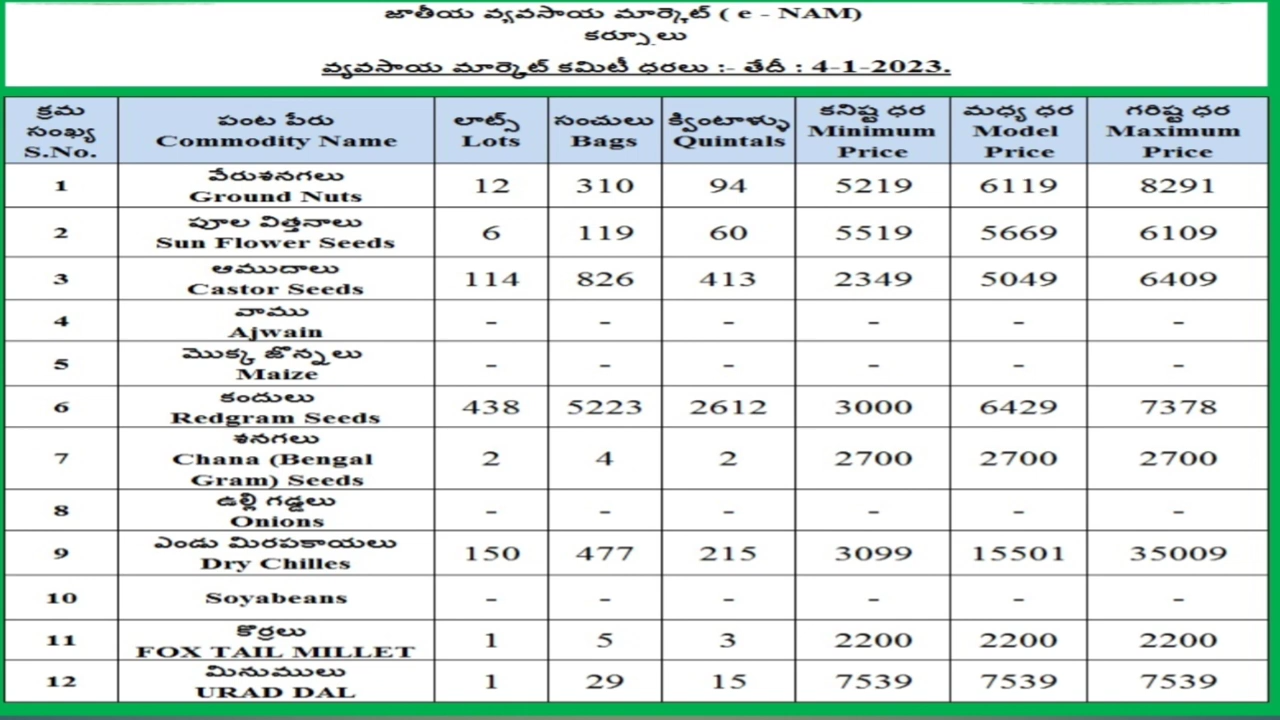 జాతీయ వ్యవసాయ మార్కెట్ ( e - NAM)
కర్నూలు
వ్యవసాయ మార్కెట్ కమిటీ ధరలు :- తేదీ : 4-1-2023.
క్రమ సంఖ్య S.No. పంట పేరు Commodity Name లాట్స్ Lots సంచులు Bags క్వింటాళ్ళు Quintals కనిష్ట ధర Minimum Price మధ్య ధర Model Price గరిష్ట ధర Maximum Price
1 వేరుశనగలు Ground Nuts 12 310 94 5219 6119 8291
2 పూల విత్తనాలు Sun Flower Seeds 6 119 60 5519 5669 6109
3 ఆముదాలు Castor Seeds 114 826 413 2349 5049 6409
4 వాము Ajwain - - - - - -
5 మొక్క జొన్నలు Maize - - - - - -
6 కందులు Redgram Seeds 438 5223 2612 3000 6429 7378
7 శనగలు Chana (Bengal Gram) Seeds 2 4 2 2700 2700 2700
8 ఉల్లి గడ్డలు Onions - - - - - -
9 ఎండు మిరపకాయలు Dry Chilles 150 477 215 3099 15501 35009
10 Soyabeans - - - - - -
11 కొర్రలు FOX TAIL MILLET 1 5 3 2200 2200 2200
12 మినుములు URAD DAL 1 29 15 7539 7539 7539